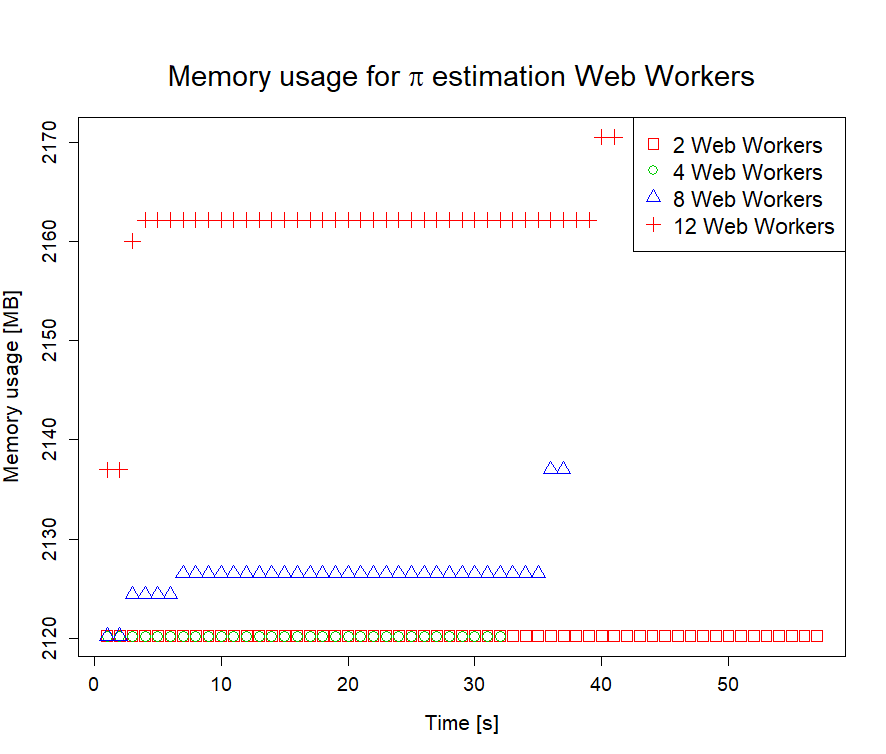 Memory usage for π estimation Web Workers
2 Web Workers
4 Web Workers
8 Web Workers
12 Web Workers
Memory usage [MB]
2170
2160
2150
2140
2130
2120
0 10 20 30 40 50
Time [s]